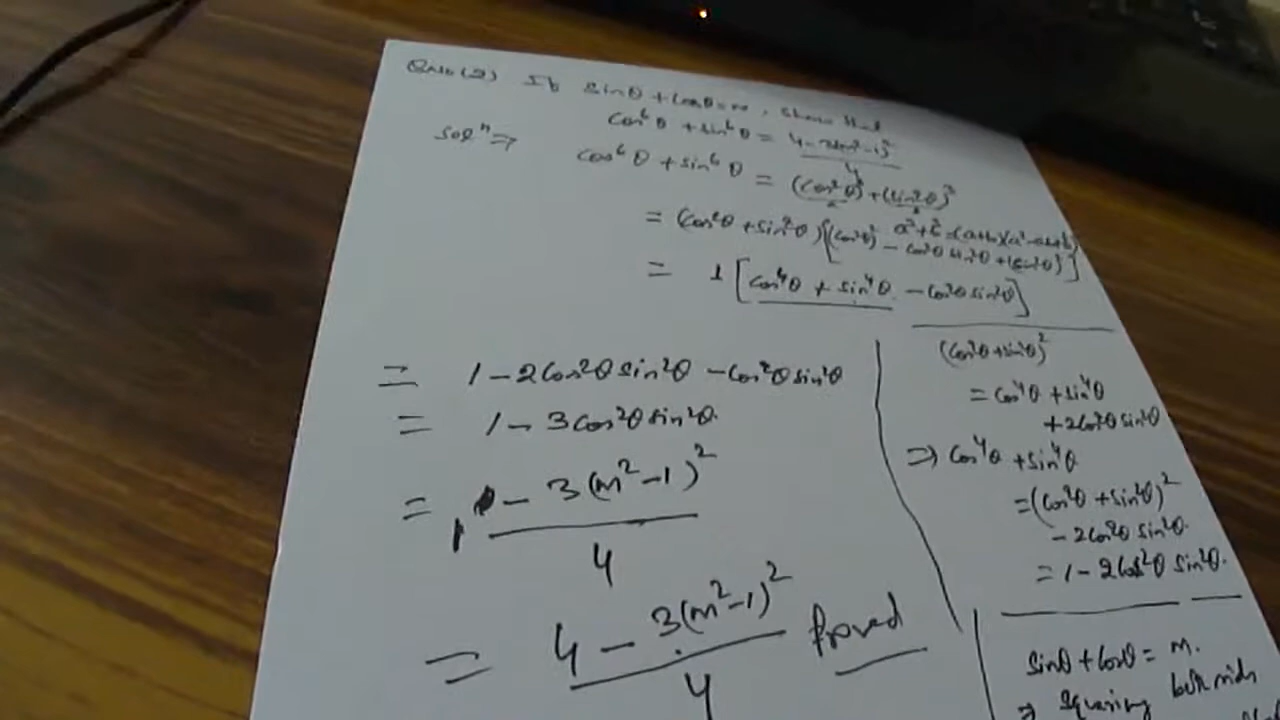 Ques(2) If sinθ + cosθ = m, show that
cos⁶θ + sin⁶θ = 4 - 3(m²-1)²
4
solⁿ ⇒
cos⁶θ + sin⁶θ = (cos²θ)³ + (sin²θ)³
a³+b³=(a+b)(a²-ab+b²)
= (cos²θ + sin²θ)[(cos²θ)² - cos²θ sin²θ + (sin²θ)²]
= 1 [cos⁴θ + sin⁴θ - cos²θ sin²θ]
= 1 - 2cos²θ sin²θ - cos²θ sin²θ
= 1 - 3cos²θ sin²θ.
= 1 - 3(m²-1)²
4
= 4 - 3(m²-1)² Proved
4
(cos²θ + sin²θ)²
= cos⁴θ + sin⁴θ
+ 2cos²θ sin²θ
⇒ cos⁴θ + sin⁴θ
= (cos²θ + sin²θ)²
- 2cos²θ sin²θ.
= 1 - 2cos²θ sin²θ.
sinθ + cosθ = m.
⇒ squaring both sides